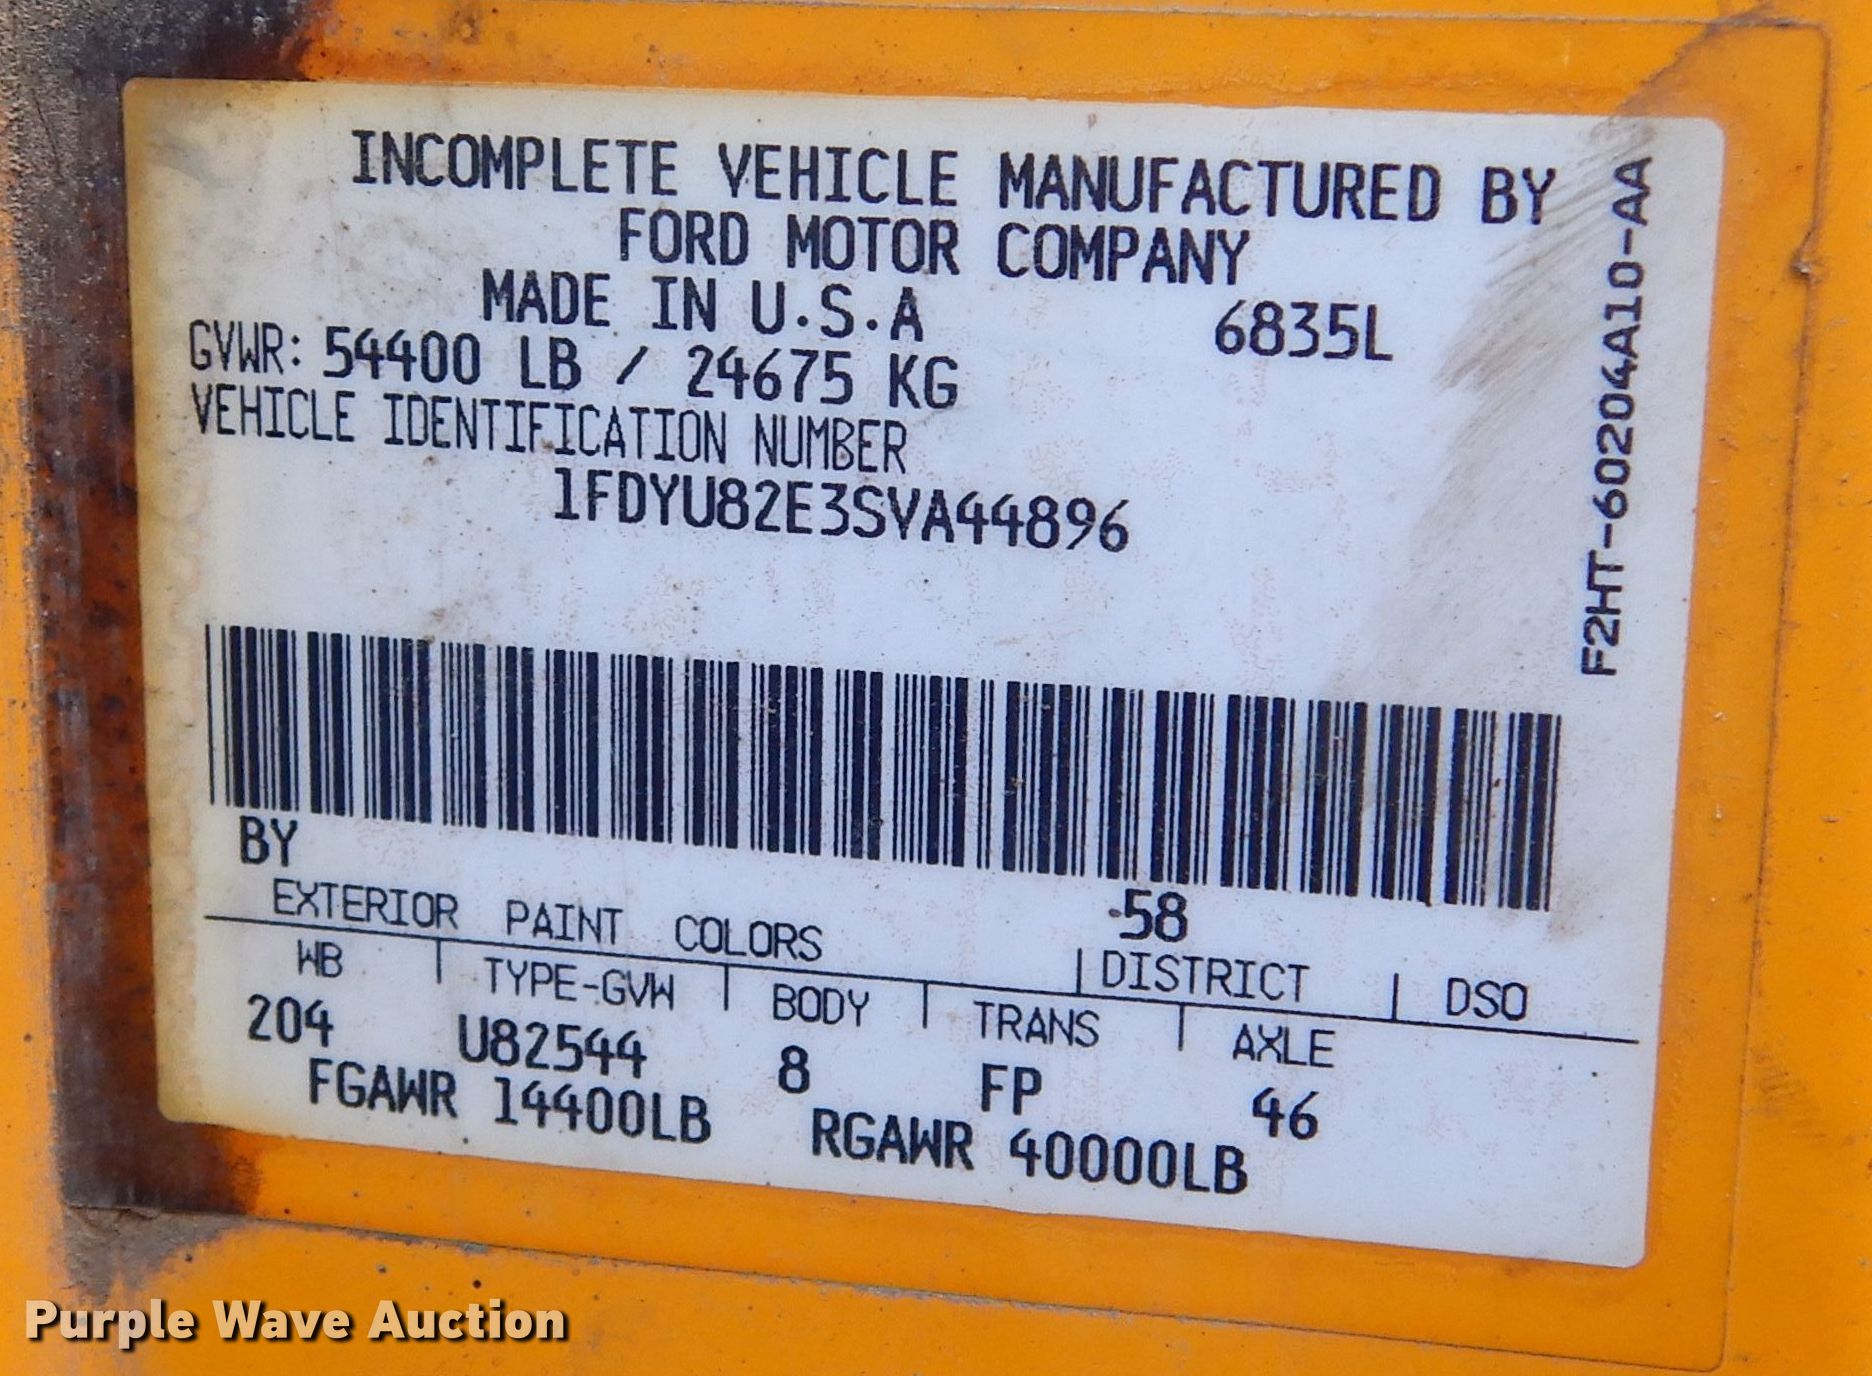 INCOMPLETE VEHICLE MANUFACTURED BY
FORD MOTOR COMPANY
MADE IN U.S.A 6835L
GVWR: 54400 LB / 24675 KG
VEHICLE IDENTIFICATION NUMBER
1FDYU82E3SVA44896
F2HT-60204A10-AA
BY 58
EXTERIOR PAINT COLORS DISTRICT DSO
WB TYPE-GVW BODY TRANS AXLE
204 U82544 8 FP 46
FGAWR 14400LB RGAWR 40000LB
Purple Wave Auction